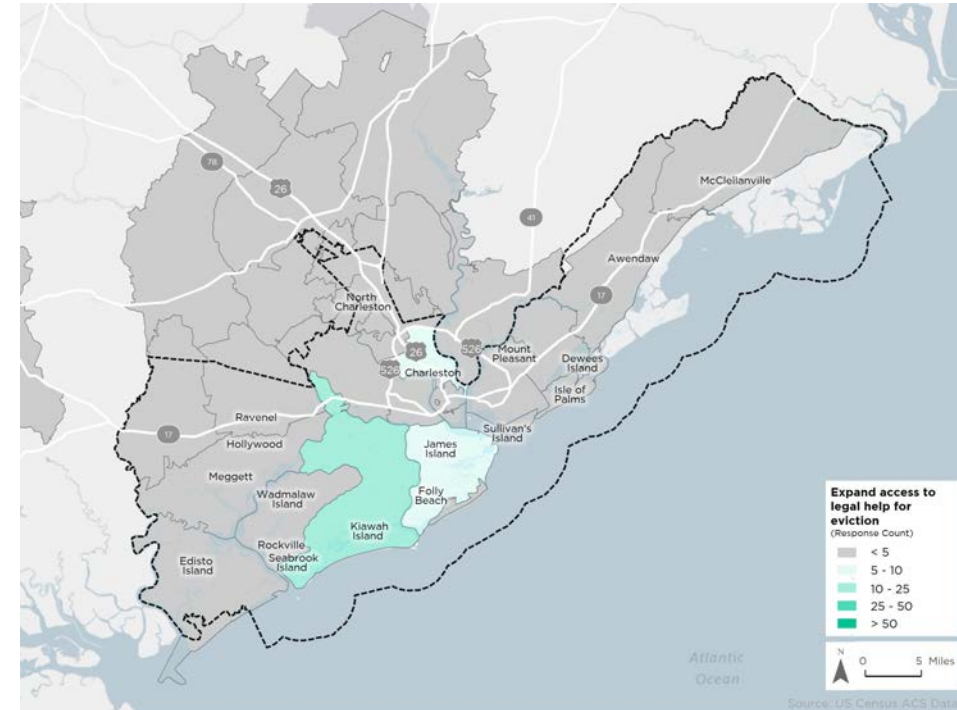 78
26
41
McClellanville
Awendaw
17
North
Charleston
526
26
526
Charleston
Mount
Pleasant
Dewees
Island
Isle of
Palms
Sullivan's
Island
Ravenel
17
Hollywood
James
Island
Meggett
Wadmalaw
Island
Folly
Beach
Kiawah
Island
Rockville
Seabrook
Island
Edisto
Island
Expand access to
legal help for
eviction
(Response Count)
< 5
5 - 10
10 - 25
25 - 50
> 50
N
0 5 Miles
Atlantic
Ocean
Source: US Census ACS Data